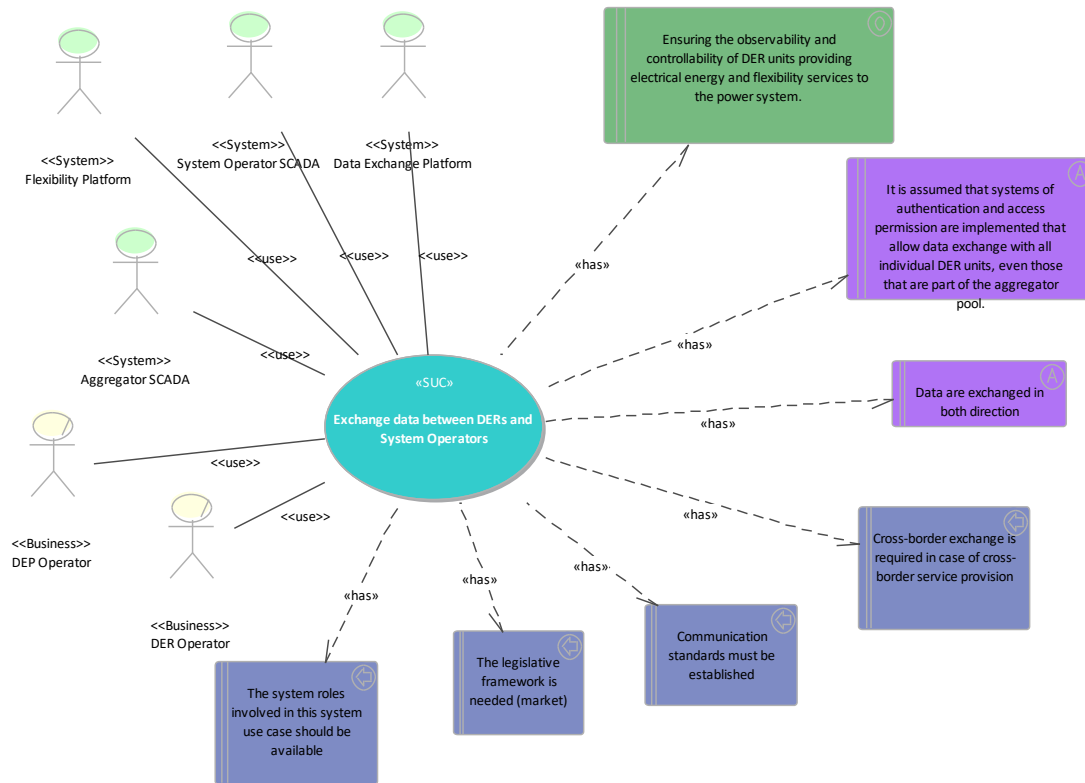 Ensuring the observability and
controllability of DER units providing
electrical energy and flexibility services to
the power system.
O
<<System>>
Flexibility Platform
<<System>>
System Operator SCADA
<<System>>
Data Exchange Platform
A
It is assumed that systems of
authentication and access
permission are implemented that
allow data exchange with all
individual DER units, even those
that are part of the aggregator
pool.
<<use>>
<<use>>
<<use>>
«has»
<<System>>
Aggregator SCADA
<<use>>
«has»
«SUC»
Exchange data between DERs and
System Operators
A
Data are exchanged in
both direction
«has»
<<use>>
<<Business>>
DEP Operator
<<use>>
«has»
Cross-border exchange is
required in case of cross-
border service provision
<<Business>>
DER Operator
«has»
«has»
«has»
The system roles
involved in this system
use case should be
available
The legislative
framework is
needed (market)
Communication
standards must be
established